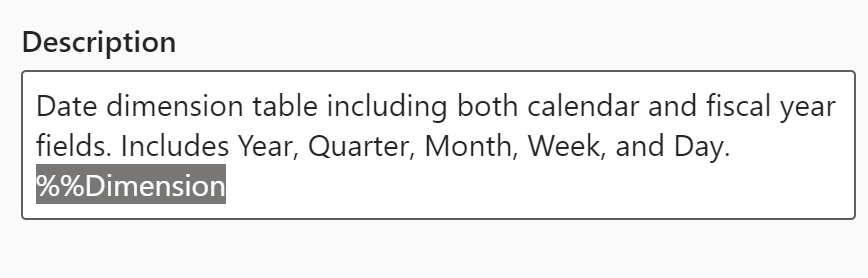 Description
Date dimension table including both calendar and fiscal year
fields. Includes Year, Quarter, Month, Week, and Day.
%%Dimension